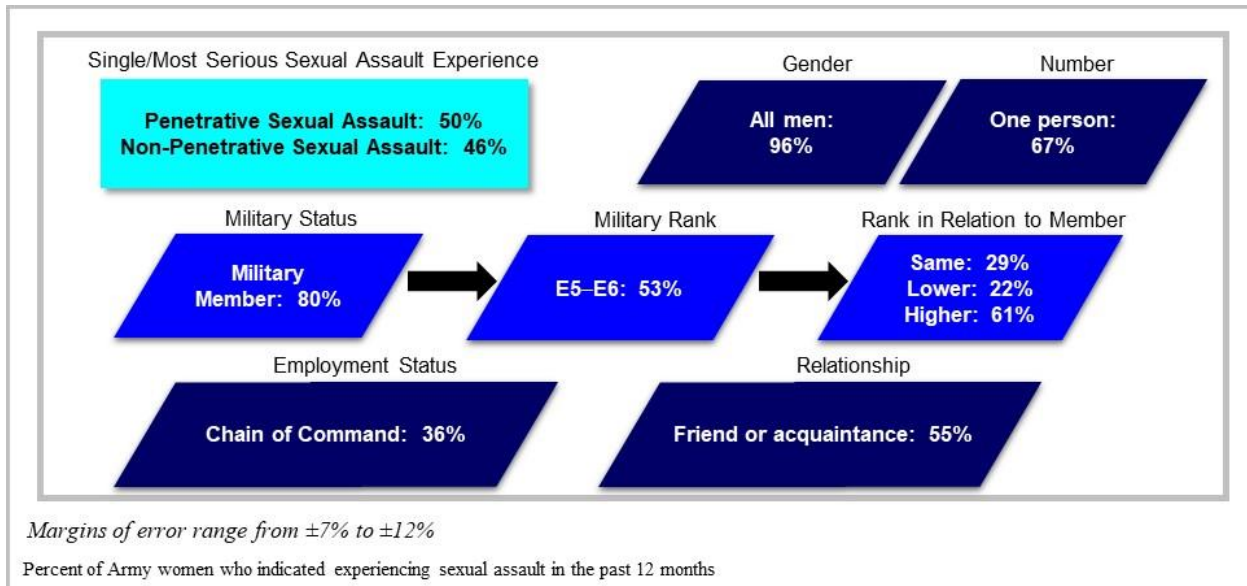 Single/Most Serious Sexual Assault Experience
Penetrative Sexual Assault: 50%
Non-Penetrative Sexual Assault: 46%
Gender
All men:
96%
Number
One person:
67%
Military Status
Military
Member: 80%
Military Rank
E5–E6: 53%
Rank in Relation to Member
Same: 29%
Lower: 22%
Higher: 61%
Employment Status
Chain of Command: 36%
Relationship
Friend or acquaintance: 55%
Margins of error range from ±7% to ±12%
Percent of Army women who indicated experiencing sexual assault in the past 12 months